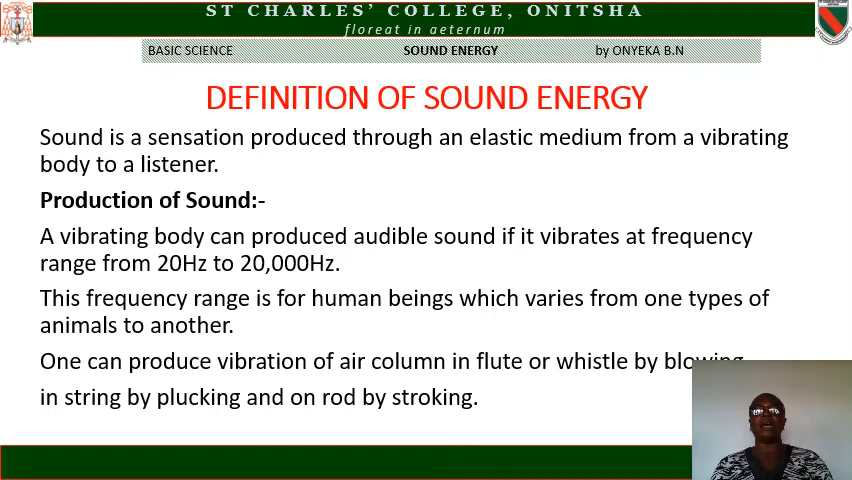 ST CHARLES' COLLEGE, ONITSHA
floreat in aeternum
BASIC SCIENCE SOUND ENERGY by ONYEKA B.N
DEFINITION OF SOUND ENERGY
Sound is a sensation produced through an elastic medium from a vibrating
body to a listener.
Production of Sound:-
A vibrating body can produced audible sound if it vibrates at frequency
range from 20Hz to 20,000Hz.
This frequency range is for human beings which varies from one types of
animals to another.
One can produce vibration of air column in flute or whistle by blowing
in string by plucking and on rod by stroking.